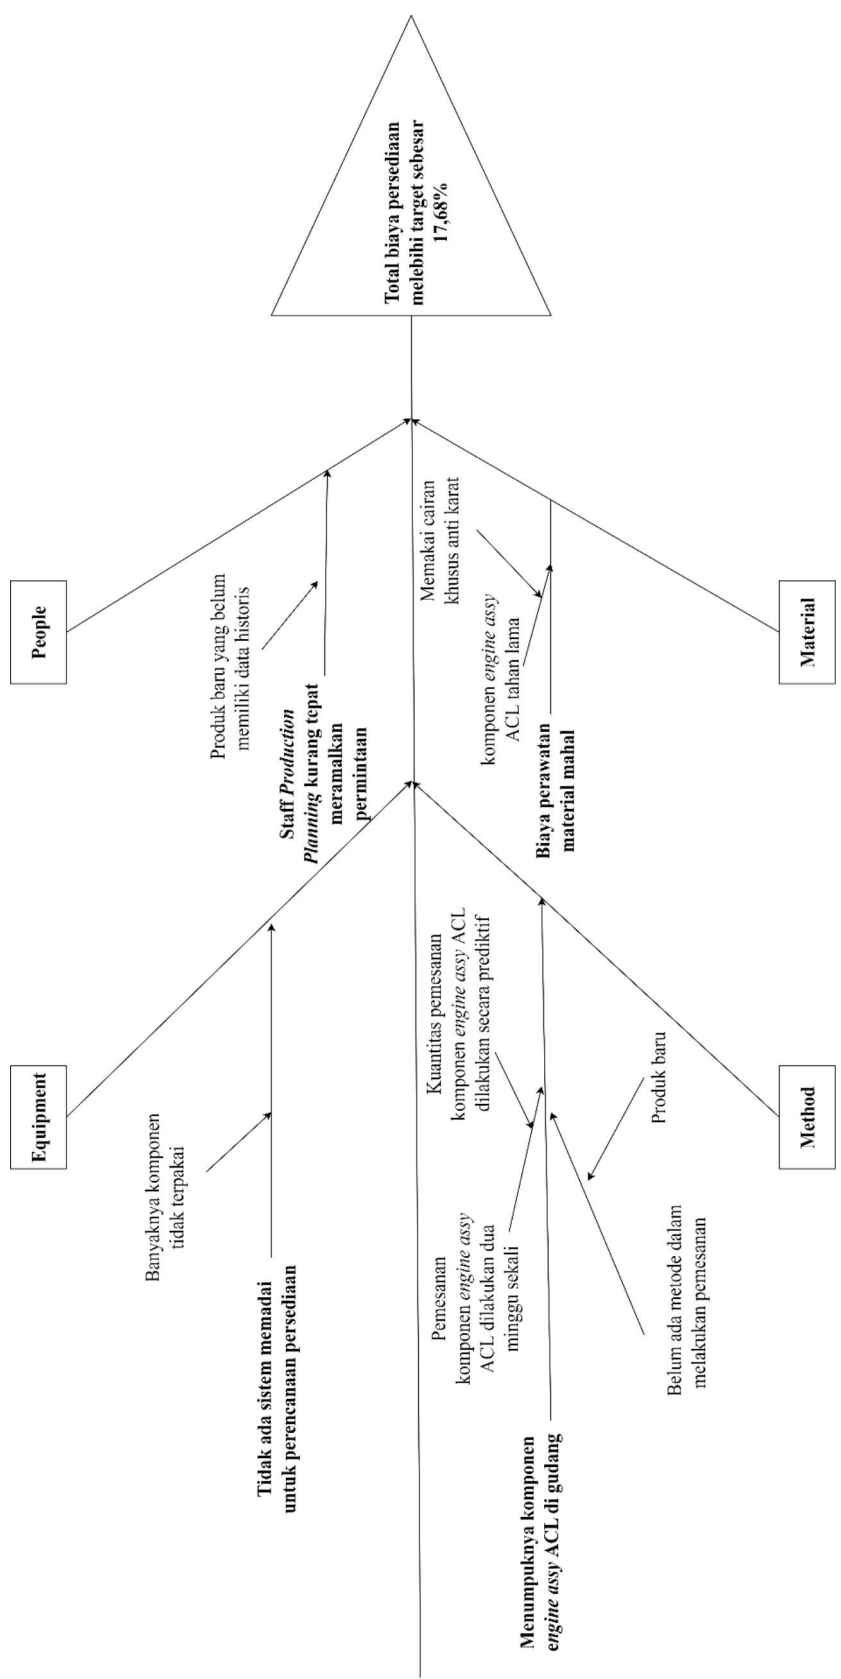 Equipment
People
Banyaknya komponen
tidak terpakai
Produk baru yang belum
memiliki data historis
Tidak ada sistem memadai
untuk perencanaan persediaan
Staff Production
Planning kurang tepat
meramalkan
permintaan
Total biaya persediaan
melebihi target sebesar
17,68%
Pemesanan
komponen engine assy
ACL dilakukan dua
minggu sekali
Kuantitas pemesanan
komponen engine assy ACL
dilakukan secara prediktif
Memakai cairan
khusus anti karat
komponen engine assy
ACL tahan lama
Menumpuknya komponen
engine assy ACL di gudang
Biaya perawatan
material mahal
Belum ada metode dalam
melakukan pemesanan
Produk baru
Method
Material